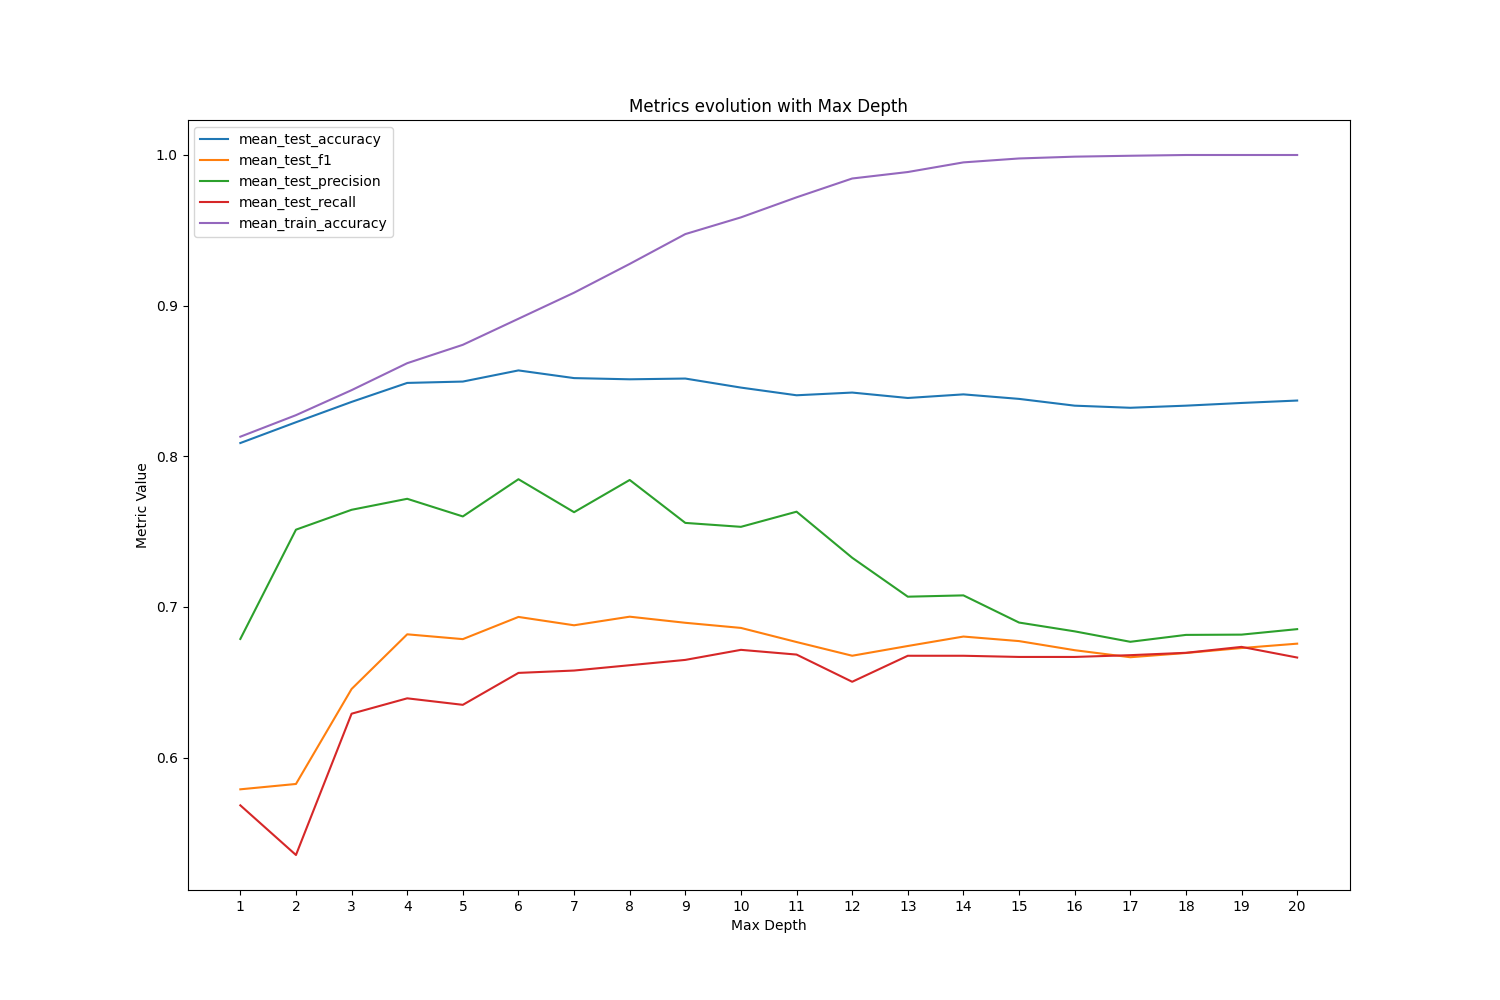 Metrics evolution with Max Depth
mean_test_accuracy
mean_test_f1
mean_test_precision
mean_test_recall
mean_train_accuracy
1.0
0.9
0.8
0.7
0.6
Metric Value
1 2 3 4 5 6 7 8 9 10 11 12 13 14 15 16 17 18 19 20
Max Depth